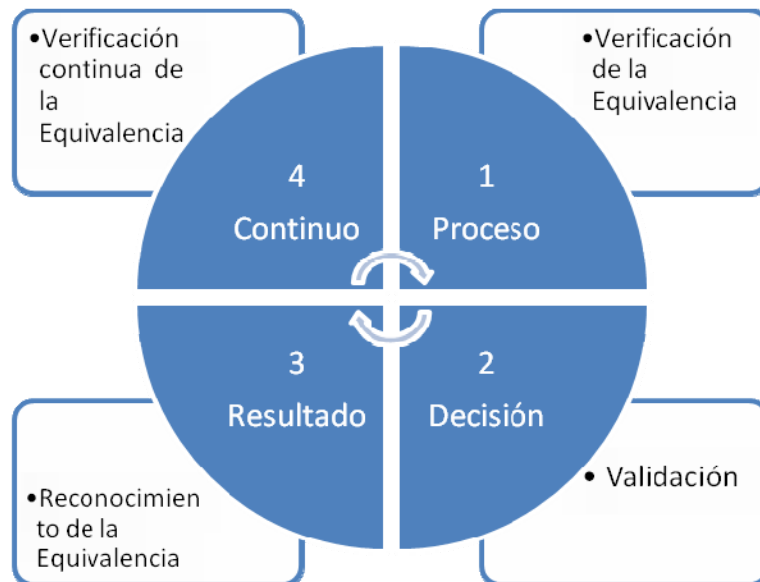 •Verificación
continua de
la
Equivalencia
•Verificación
de la
Equivalencia
4
Continuo
1
Proceso
3
Resultado
2
Decisión
•Reconocimien
to de la
Equivalencia
• Validación